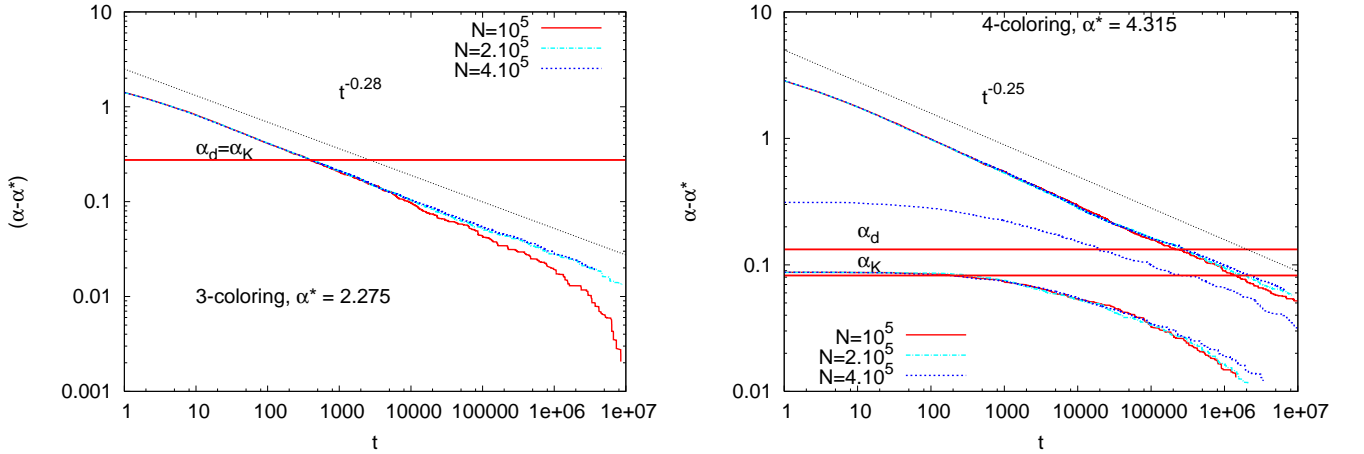 N=10^5
N=2.10^5
N=4.10^5
t^-0.28
α_d=α_K
3-coloring, α* = 2.275
(α-α*)
10
1
0.1
0.01
0.001
1
10
100
1000
10000
100000
1e+06
1e+07
t
4-coloring, α* = 4.315
t^-0.25
α_d
α_K
N=10^5
N=2.10^5
N=4.10^5
α-α*
10
1
0.1
0.01
1
10
100
1000
10000
100000
1e+06
1e+07
t